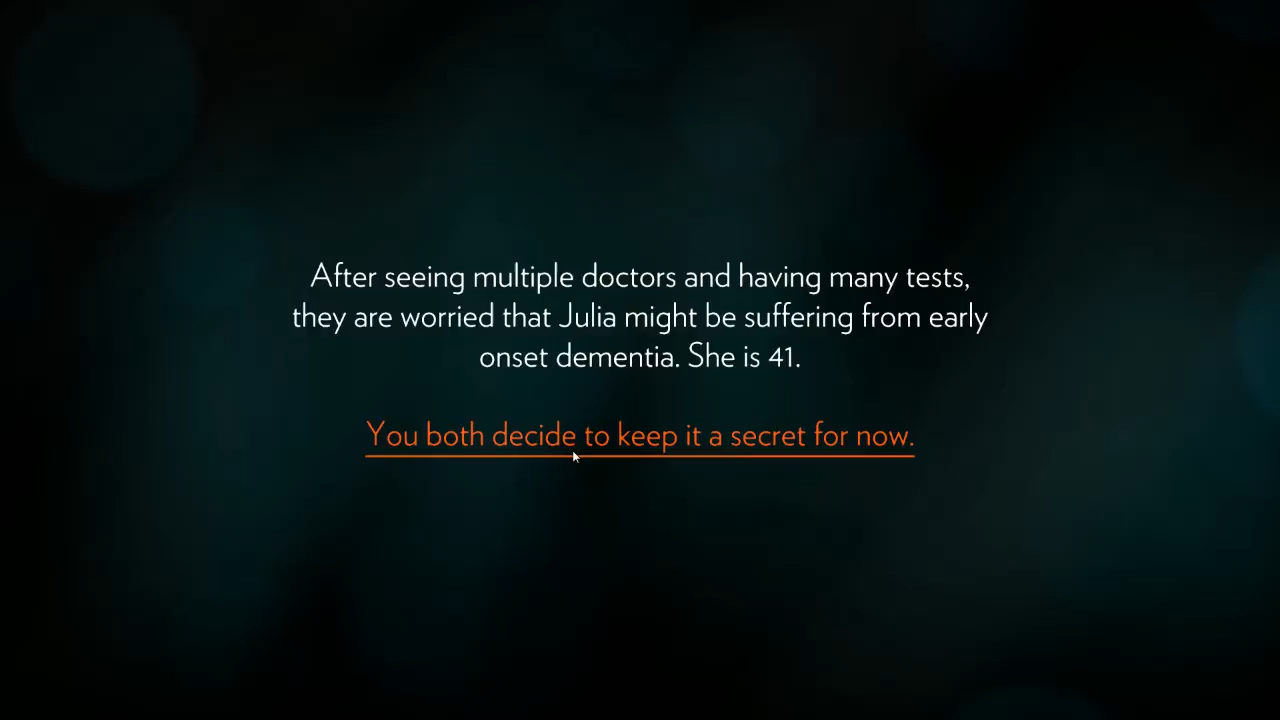 After seeing multiple doctors and having many tests,
they are worried that Julia might be suffering from early
onset dementia. She is 41.
You both decide to keep it a secret for now.